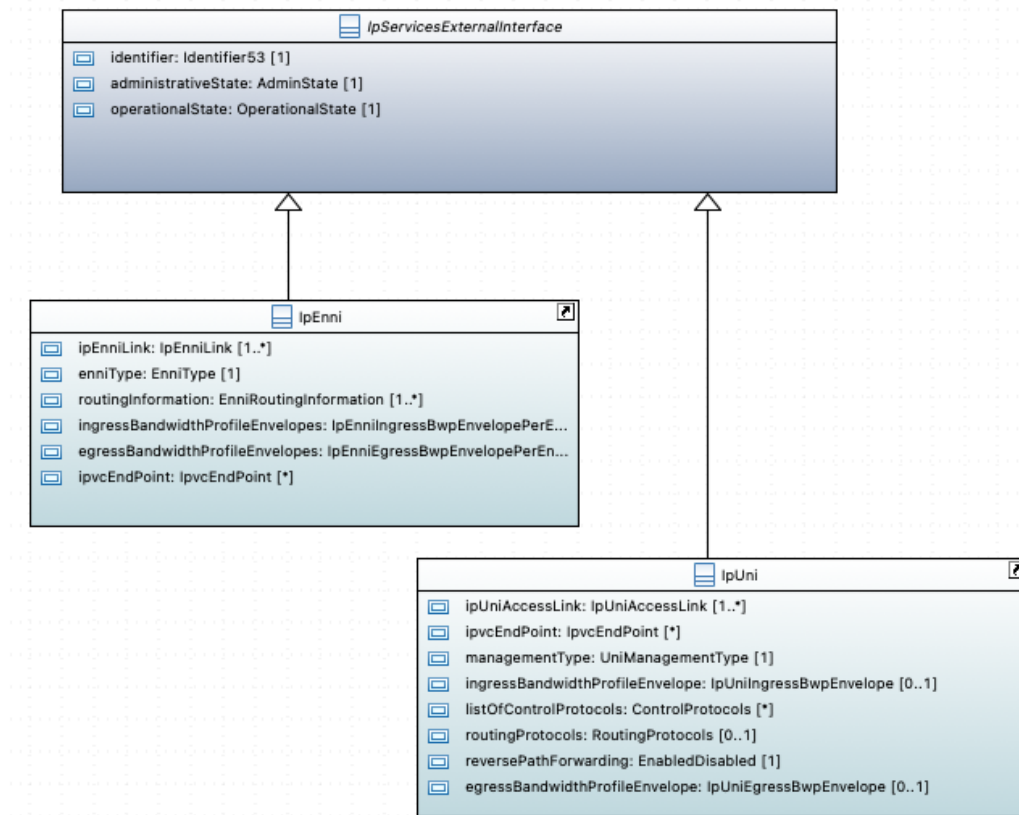 IpServicesExternalInterface
identifier: Identifier53 [1]
administrativeState: AdminState [1]
operationalState: OperationalState [1]
IpEnni
ipEnniLink: IpEnniLink [1..*]
enniType: EnniType [1]
routingInformation: EnniRoutingInformation [1..*]
ingressBandwidthProfileEnvelopes: IpEnniIngressBwpEnvelopePerE...
egressBandwidthProfileEnvelopes: IpEnniEgressBwpEnvelopePerEn...
ipvcEndPoint: IpvcEndPoint [*]
IpUni
ipUniAccessLink: IpUniAccessLink [1..*]
ipvcEndPoint: IpvcEndPoint [*]
managementType: UniManagementType [1]
ingressBandwidthProfileEnvelope: IpUniIngressBwpEnvelope [0..1]
listOfControlProtocols: ControlProtocols [*]
routingProtocols: RoutingProtocols [0..1]
reversePathForwarding: EnabledDisabled [1]
egressBandwidthProfileEnvelope: IpUniEgressBwpEnvelope [0..1]